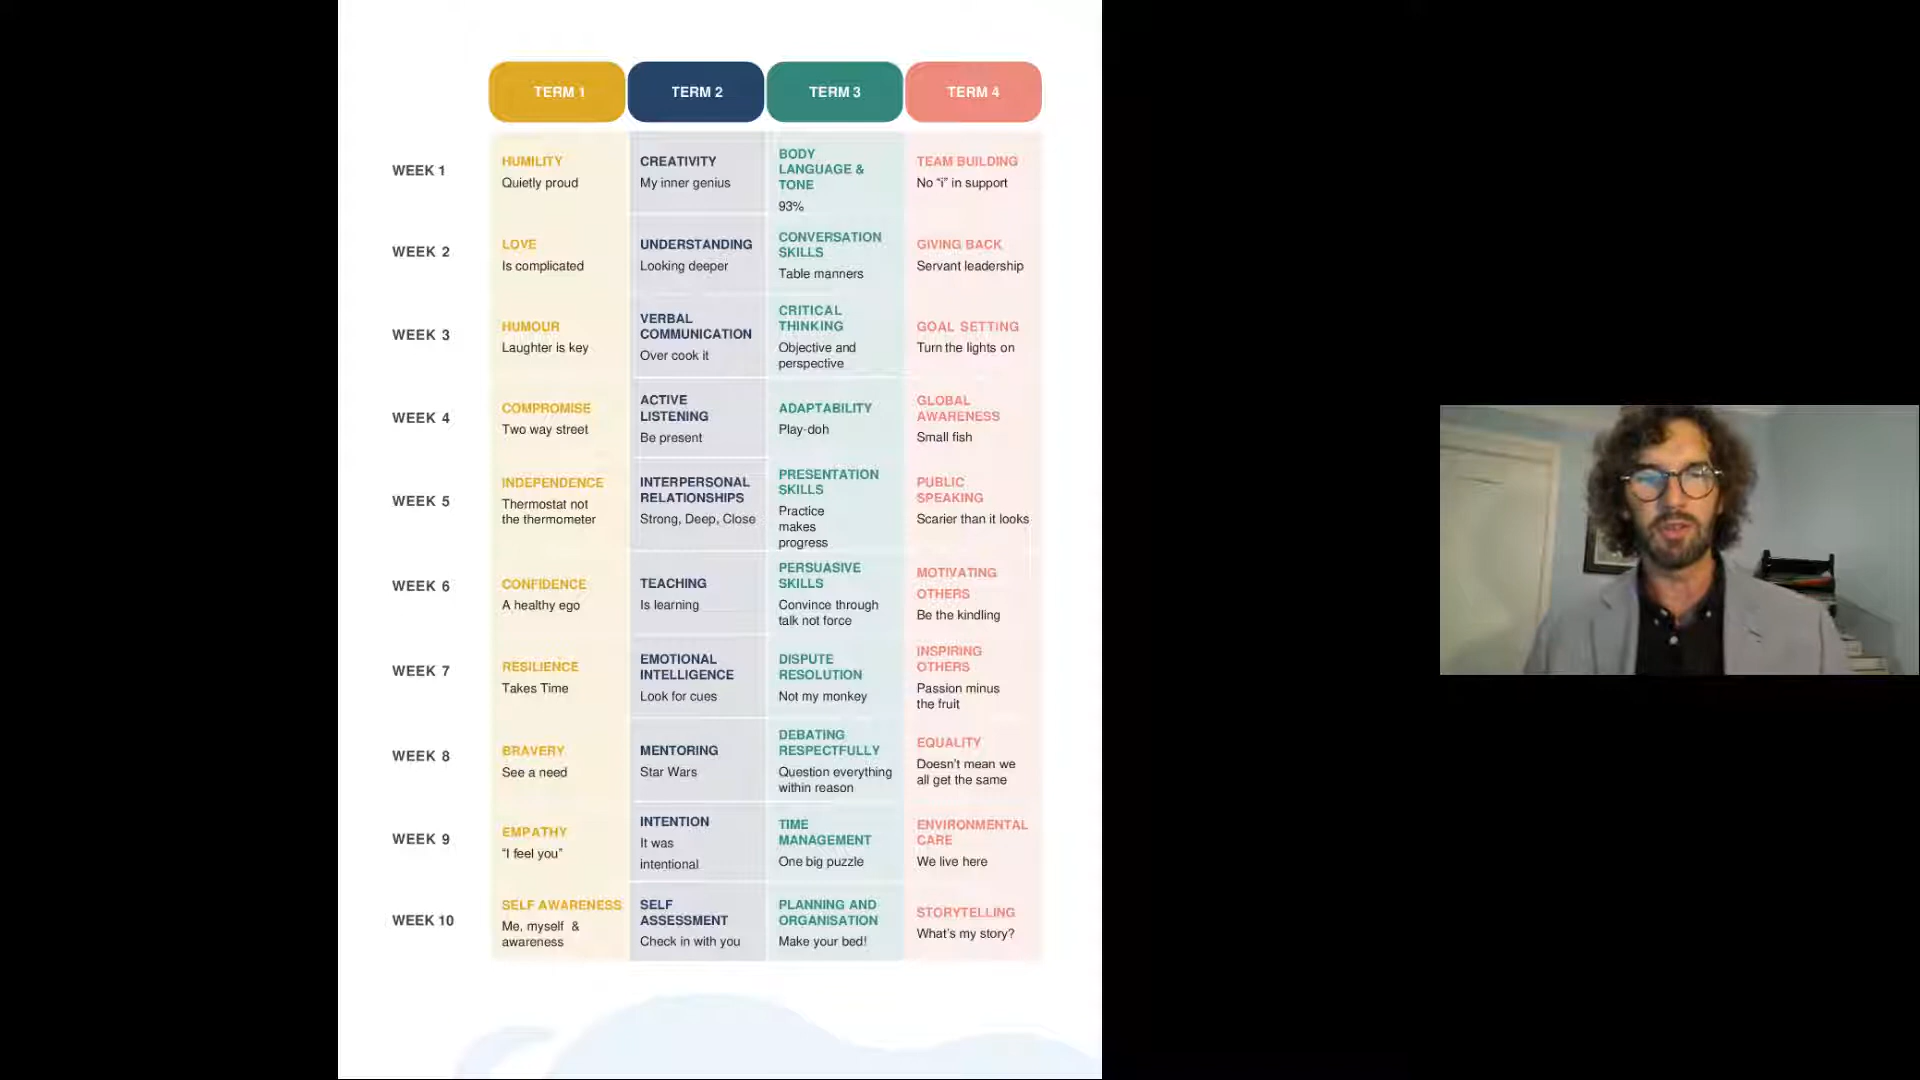 TERM 1
TERM 2
TERM 3
TERM 4
WEEK 1
HUMILITY
Quietly proud
CREATIVITY
My inner genius
BODY
LANGUAGE &
TONE
93%
TEAM BUILDING
No “i” in support
WEEK 2
LOVE
Is complicated
UNDERSTANDING
Looking deeper
CONVERSATION
SKILLS
Table manners
GIVING BACK
Servant leadership
WEEK 3
HUMOUR
Laughter is key
VERBAL
COMMUNICATION
Over cook it
CRITICAL
THINKING
Objective and
perspective
GOAL SETTING
Turn the lights on
WEEK 4
COMPROMISE
Two way street
ACTIVE
LISTENING
Be present
ADAPTABILITY
Play-doh
GLOBAL
AWARENESS
Small fish
WEEK 5
INDEPENDENCE
Thermostat not
the thermometer
INTERPERSONAL
RELATIONSHIPS
Strong, Deep, Close
PRESENTATION
SKILLS
Practice
makes
progress
PUBLIC
SPEAKING
Scarier than it looks
WEEK 6
CONFIDENCE
A healthy ego
TEACHING
Is learning
PERSUASIVE
SKILLS
Convince through
talk not force
MOTIVATING
OTHERS
Be the kindling
WEEK 7
RESILIENCE
Takes Time
EMOTIONAL
INTELLIGENCE
Look for cues
DISPUTE
RESOLUTION
Not my monkey
INSPIRING
OTHERS
Passion minus
the fruit
WEEK 8
BRAVERY
See a need
MENTORING
Star Wars
DEBATING
RESPECTFULLY
Question everything
within reason
EQUALITY
Doesn’t mean we
all get the same
WEEK 9
EMPATHY
“I feel you”
INTENTION
It was
intentional
TIME
MANAGEMENT
One big puzzle
ENVIRONMENTAL
CARE
We live here
WEEK 10
SELF AWARENESS
Me, myself &
awareness
SELF
ASSESSMENT
Check in with you
PLANNING AND
ORGANISATION
Make your bed!
STORYTELLING
What’s my story?